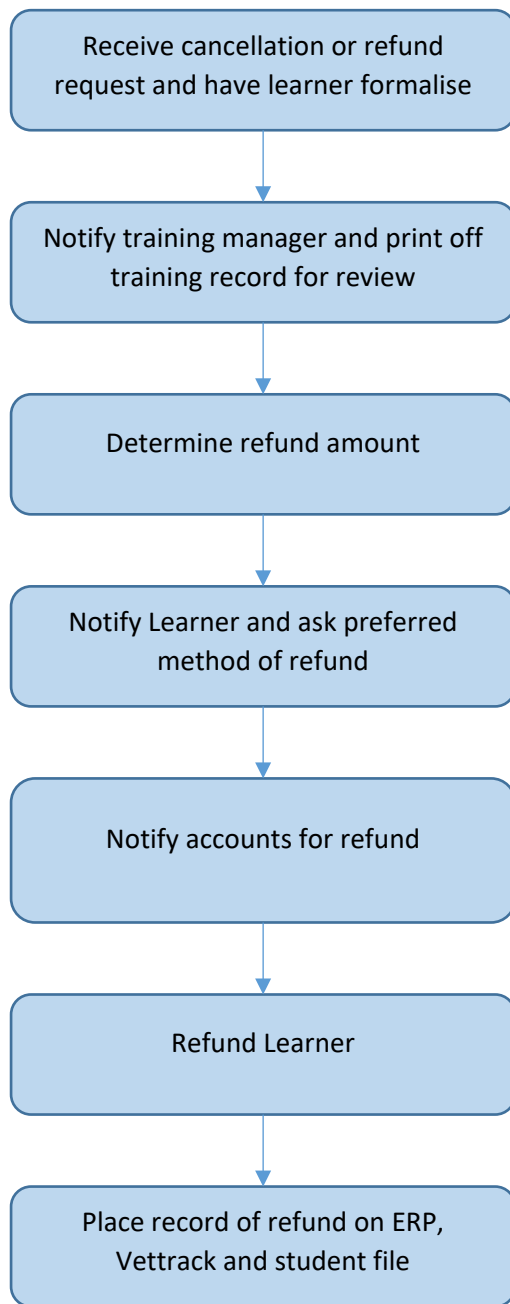 Receive cancellation or refund
request and have learner formalise
Notify training manager and print off
training record for review
Determine refund amount
Notify Learner and ask preferred
method of refund
Notify accounts for refund
Refund Learner
Place record of refund on ERP,
Vettrack and student file